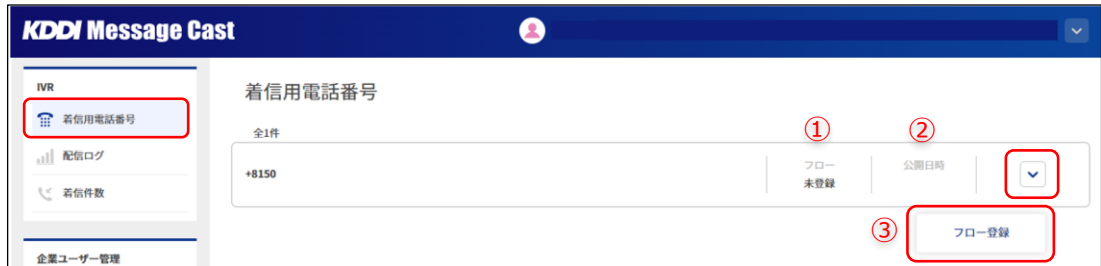 KDDI Message Cast
IVR
着信用電話番号
配信ログ
着信件数
企業ユーザー管理
着信用電話番号
全1件
① ②
+8150
フロー
未登録
公開日時
③
フロー登録